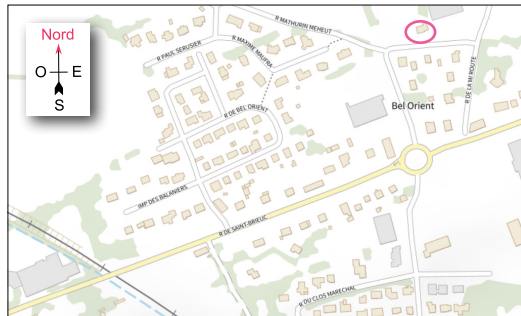 Nord
O E
S
R MATHURIN MEHEUT
R PAUL SERUSIER
R MAXIME MAUFRA
R DE LA MI ROUTE
Bel Orient
R DE BEL ORIENT
IMP DES BALANIERS
R DE SAINT-BRIEUC
R DU CLOS MARECHAL